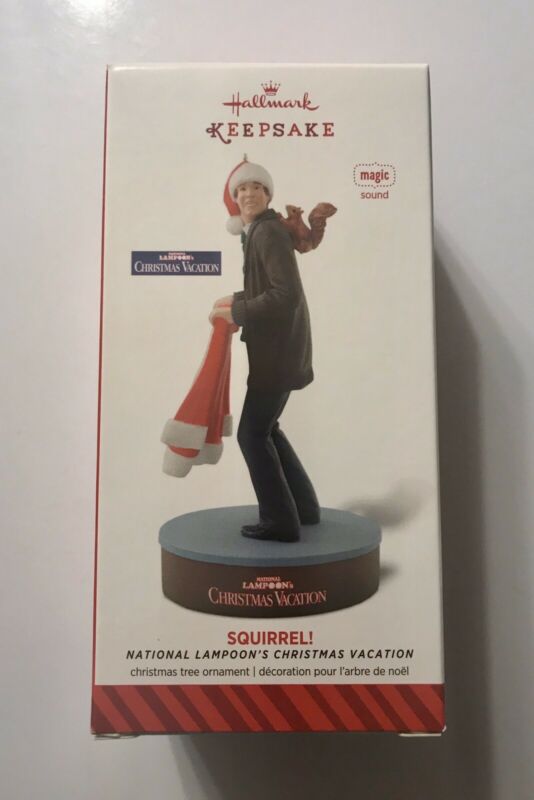 Hallmark
KEEPSAKE
magic
sound
NATIONAL
LAMPOON's
CHRISTMAS VACATION
NATIONAL
LAMPOON's
CHRISTMAS VACATION
SQUIRREL!
NATIONAL LAMPOON'S CHRISTMAS VACATION
christmas tree ornament | décoration pour l'arbre de noël